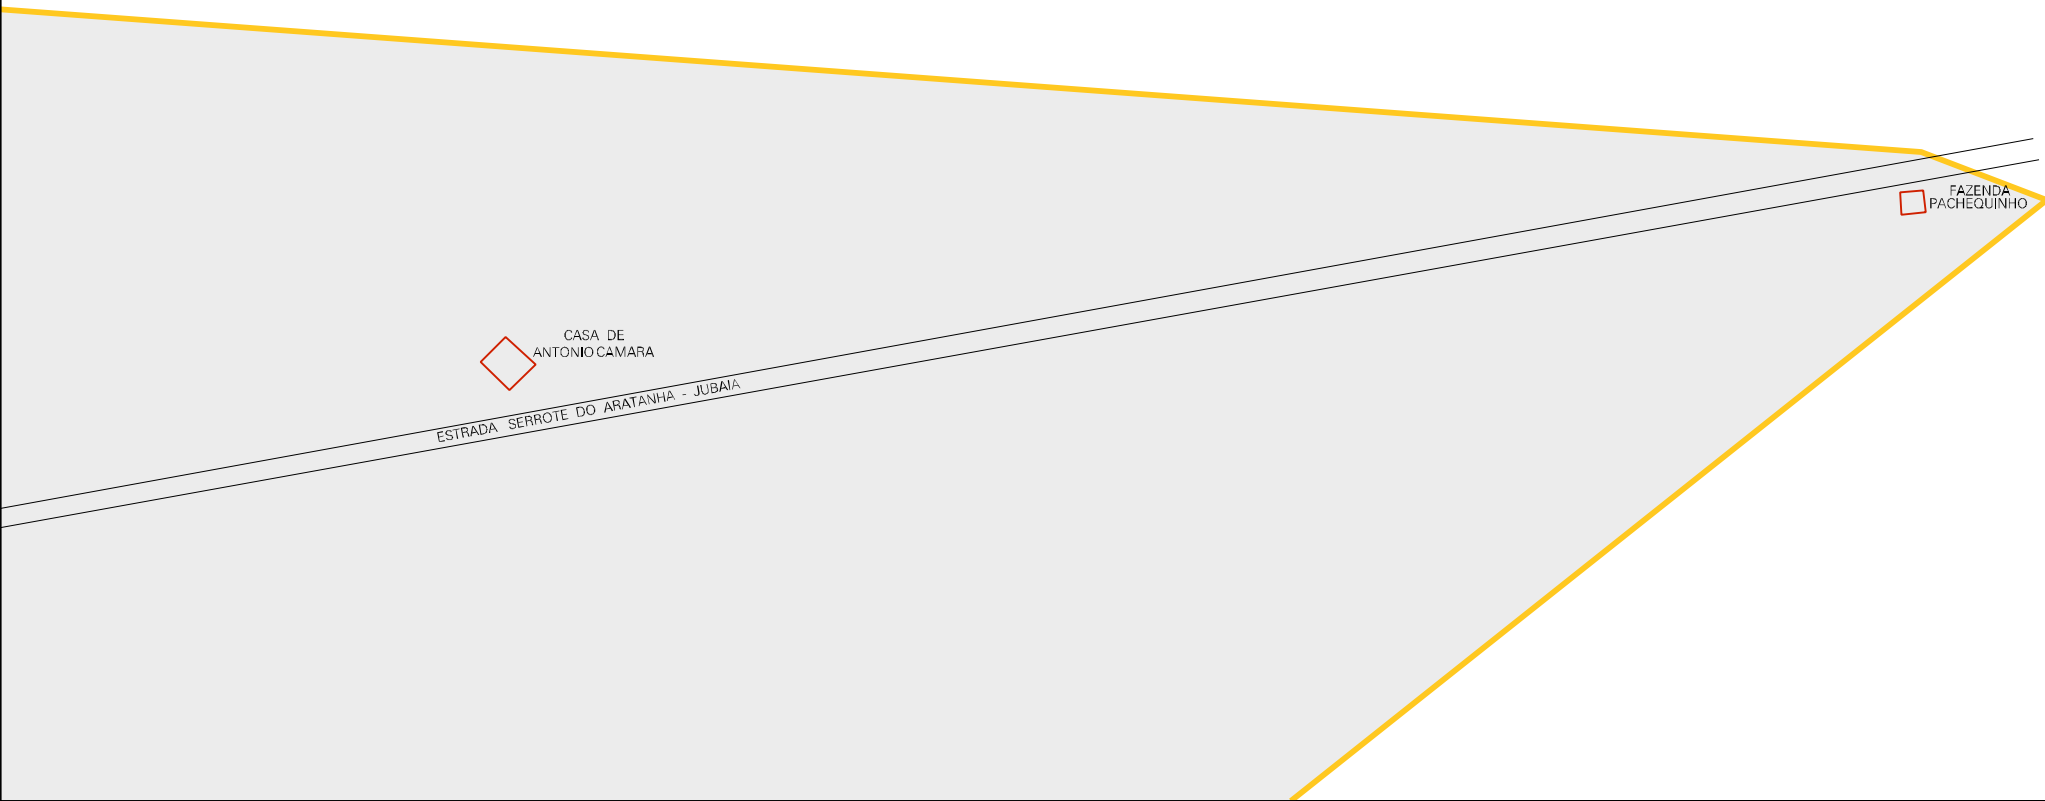 FAZENDA
PACHEQUINHO
CASA DE
ANTONIO CAMARA
ESTRADA SERROTE DO ARATANHA - JUBAIA